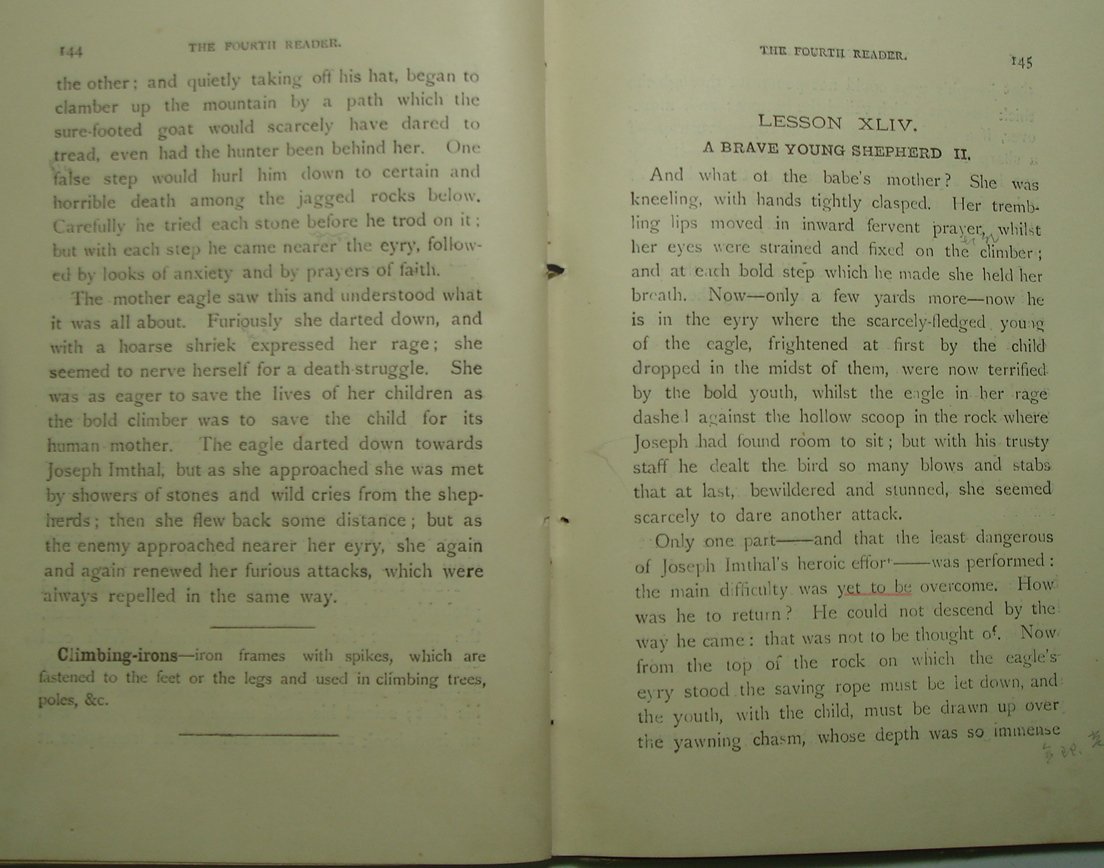 144
THE FOURTH READER.
the other; and quietly taking off his hat, began to
clamber up the mountain by a path which the
sure-footed goat would scarcely have dared to
tread, even had the hunter been behind her. One
false step would hurl him down to certain and
horrible death among the jagged rocks below.
Carefully he tried each stone before he trod on it;
but with each step he came nearer the eyry, follow-
ed by looks of anxiety and by prayers of faith.
The mother eagle saw this and understood what
it was all about. Furiously she darted down, and
with a hoarse shriek expressed her rage; she
seemed to nerve herself for a death-struggle. She
was as eager to save the lives of her children as
the bold climber was to save the child for its
human mother. The eagle darted down towards
Joseph Imthal, but as she approached she was met
by showers of stones and wild cries from the shep-
herds; then she flew back some distance; but as
the enemy approached nearer her eyry, she again
and again renewed her furious attacks, which were
always repelled in the same way.
Climbing-irons—iron frames with spikes, which are
fastened to the feet or the legs and used in climbing trees,
poles, &c.
THE FOURTH READER.
145
LESSON XLIV.
A BRAVE YOUNG SHEPHERD II.
And what of the babe's mother? She was
kneeling, with hands tightly clasped. Her tremb-
ling lips moved in inward fervent prayer, whilst
her eyes were strained and fixed on the climber;
and at each bold step which he made she held her
breath. Now—only a few yards more—now he
is in the eyry where the scarcely-fledged young
of the eagle, frightened at first by the child
dropped in the midst of them, were now terrified
by the bold youth, whilst the eagle in her rage
dashed against the hollow scoop in the rock where
Joseph had found room to sit; but with his trusty
staff he dealt the bird so many blows and stabs
that at last, bewildered and stunned, she seemed
scarcely to dare another attack.
Only one part——and that the least dangerous
of Joseph Imthal's heroic effort——was performed:
the main difficulty was yet to be overcome. How
was he to return? He could not descend by the
way he came: that was not to be thought of. Now
from the top of the rock on which the eagle's
eyry stood the saving rope must be let down, and
the youth, with the child, must be drawn up over
the yawning chasm, whose depth was so immense